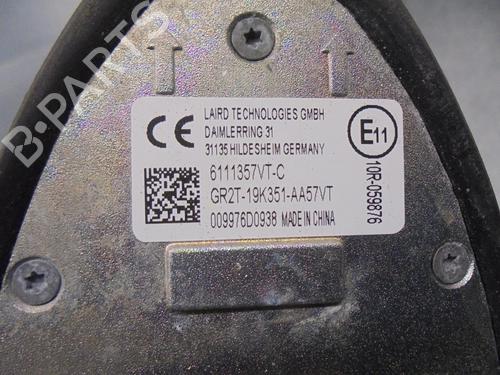 B-PARTS
CE
LAIRD TECHNOLOGIES GMBH
DAIMLERRING 31
31135 HILDESHEIM GERMANY
6111357VT-C
GR2T-19K351-AA57VT
009976D0938 MADE IN CHINA
E11
10R-059876